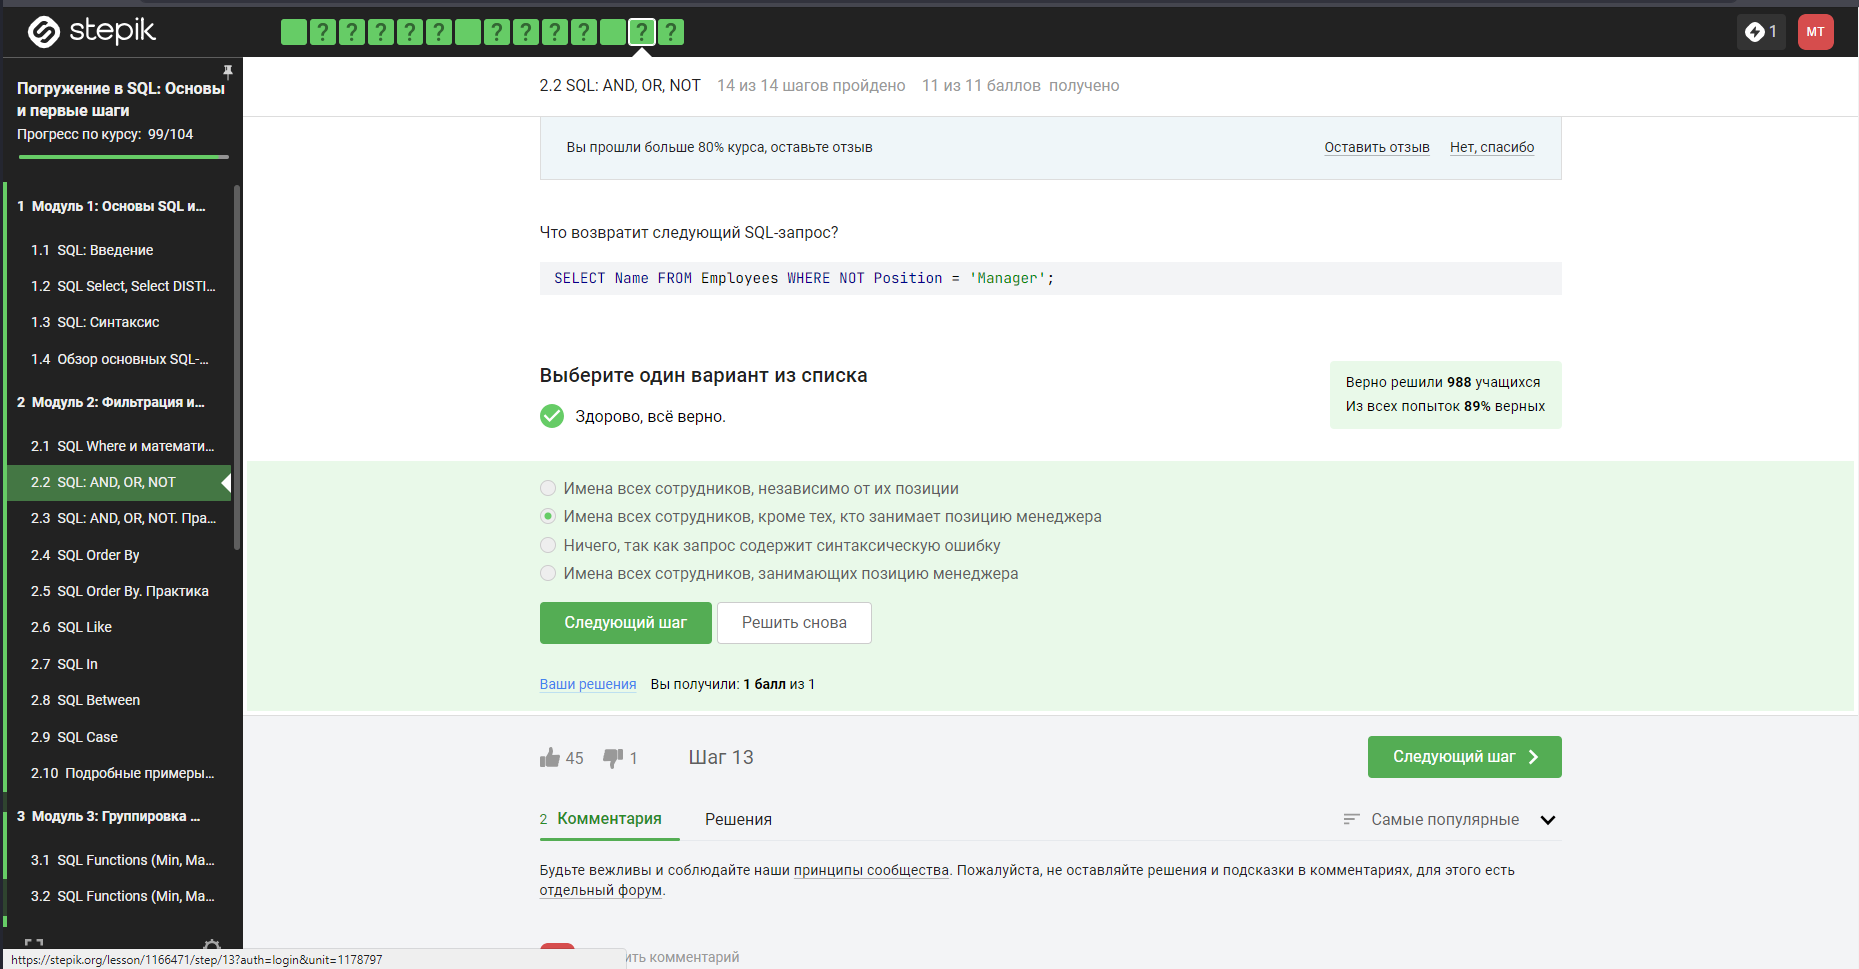 stepik
? ? ? ? ? ? ? ? ? ? ?
1
MT
Погружение в SQL: Основы
и первые шаги
Прогресс по курсу: 99/104
1 Модуль 1: Основы SQL и...
1.1 SQL: Введение
1.2 SQL Select, Select DISTI...
1.3 SQL: Синтаксис
1.4 Обзор основных SQL-...
2 Модуль 2: Фильтрация и...
2.1 SQL Where и математи...
2.2 SQL: AND, OR, NOT
2.3 SQL: AND, OR, NOT. Пра...
2.4 SQL Order By
2.5 SQL Order By. Практика
2.6 SQL Like
2.7 SQL In
2.8 SQL Between
2.9 SQL Case
2.10 Подробные примеры...
3 Модуль 3: Группировка ...
3.1 SQL Functions (Min, Ma...
3.2 SQL Functions (Min, Ma...
2.2 SQL: AND, OR, NOT 14 из 14 шагов пройдено 11 из 11 баллов получено
Вы прошли больше 80% курса, оставьте отзыв
Оставить отзыв Нет, спасибо
Что возвратит следующий SQL-запрос?
SELECT Name FROM Employees WHERE NOT Position = 'Manager';
Выберите один вариант из списка
Здорово, всё верно.
Верно решили 988 учащихся
Из всех попыток 89% верных
Имена всех сотрудников, независимо от их позиции
Имена всех сотрудников, кроме тех, кто занимает позицию менеджера
Ничего, так как запрос содержит синтаксическую ошибку
Имена всех сотрудников, занимающих позицию менеджера
Следующий шаг Решить снова
Ваши решения Вы получили: 1 балл из 1
45 1 Шаг 13
Следующий шаг
2 Комментария Решения
Самые популярные
Будьте вежливы и соблюдайте наши принципы сообщества. Пожалуйста, не оставляйте решения и подсказки в комментариях, для этого есть
отдельный форум.
ить комментарий
https://stepik.org/lesson/1166471/step/13?auth=login&unit=1178797